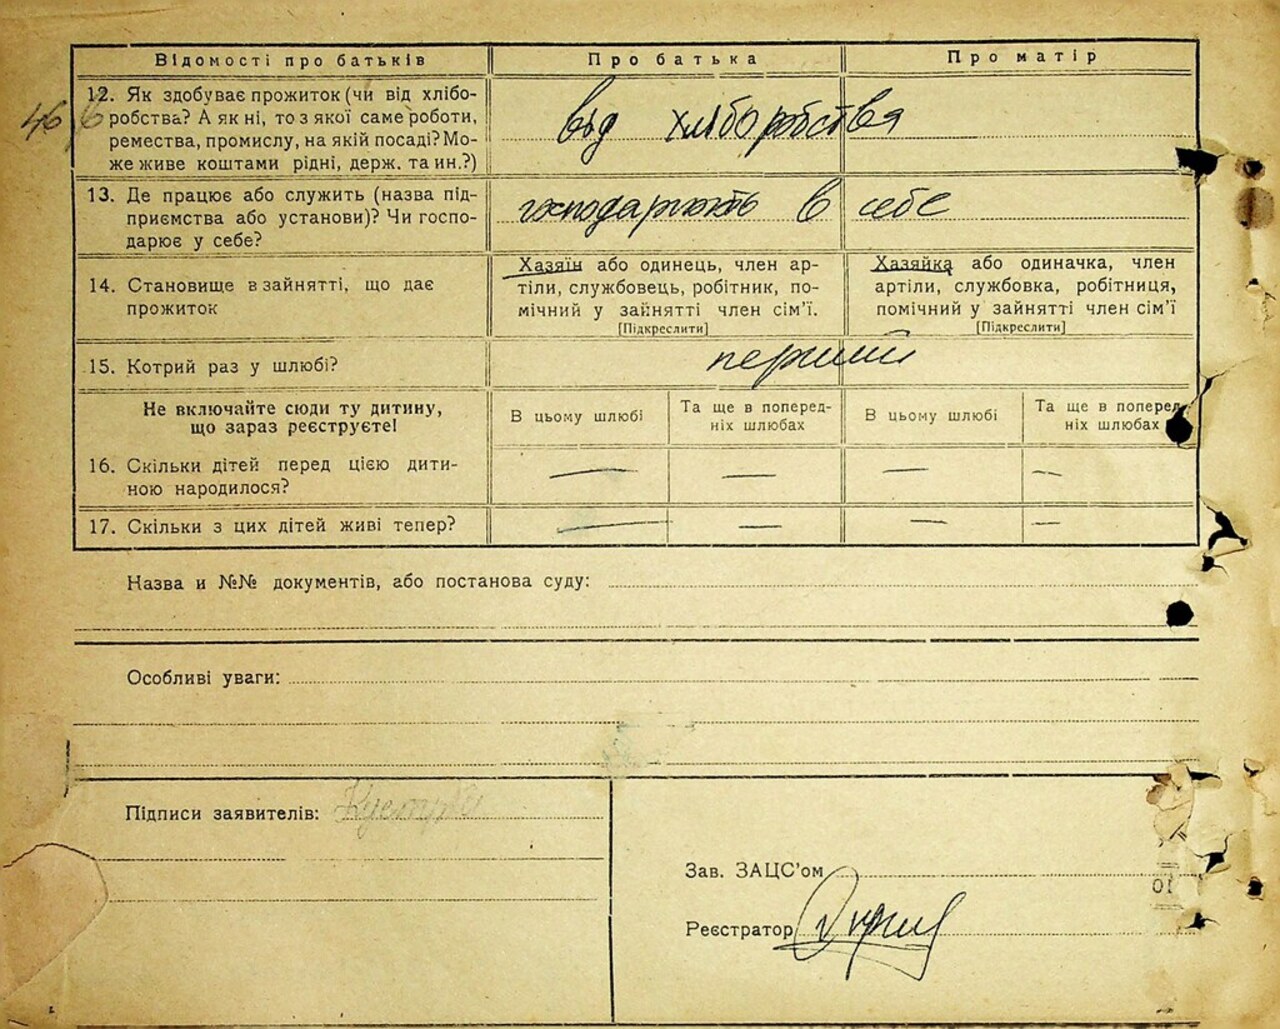 Відомості про батьків Про батька Про матір
12. Як здобуває прожиток (чи від хлібо-
робства? А як ні, то з якої саме роботи,
ремества, промислу, на якій посаді? Мо-
же живе коштами рідні, держ. та ин.?)
від хліборобства
46
13. Де працює або служить (назва під-
приємства або установи)? Чи госпо-
дарює у себе?
господарюють в себе
14. Становище в зайнятті, що дає
прожиток
Хазяїн або одинець, член ар-
тіли, службовець, робітник, по-
мічний у зайнятті член сім'ї.
[Підкреслити]
Хазяйка або одиначка, член
артіли, службовка, робітниця,
помічний у зайнятті член сім'ї
[Підкреслити]
15. Котрий раз у шлюбі?
перший
Не включайте сюди ту дитину,
що зараз реєструєте!
В цьому шлюбі
Та ще в поперед-
ніх шлюбах
В цьому шлюбі
Та ще в поперед-
ніх шлюбах
16. Скільки дітей перед цією дити-
ною народилося?
— — — —
17. Скільки з цих дітей живі тепер?
— — — —
Назва и №№ документів, або постанова суду:
Особливі уваги:
Підписи заявителів:
Зав. ЗАЦС'ом
Реєстратор